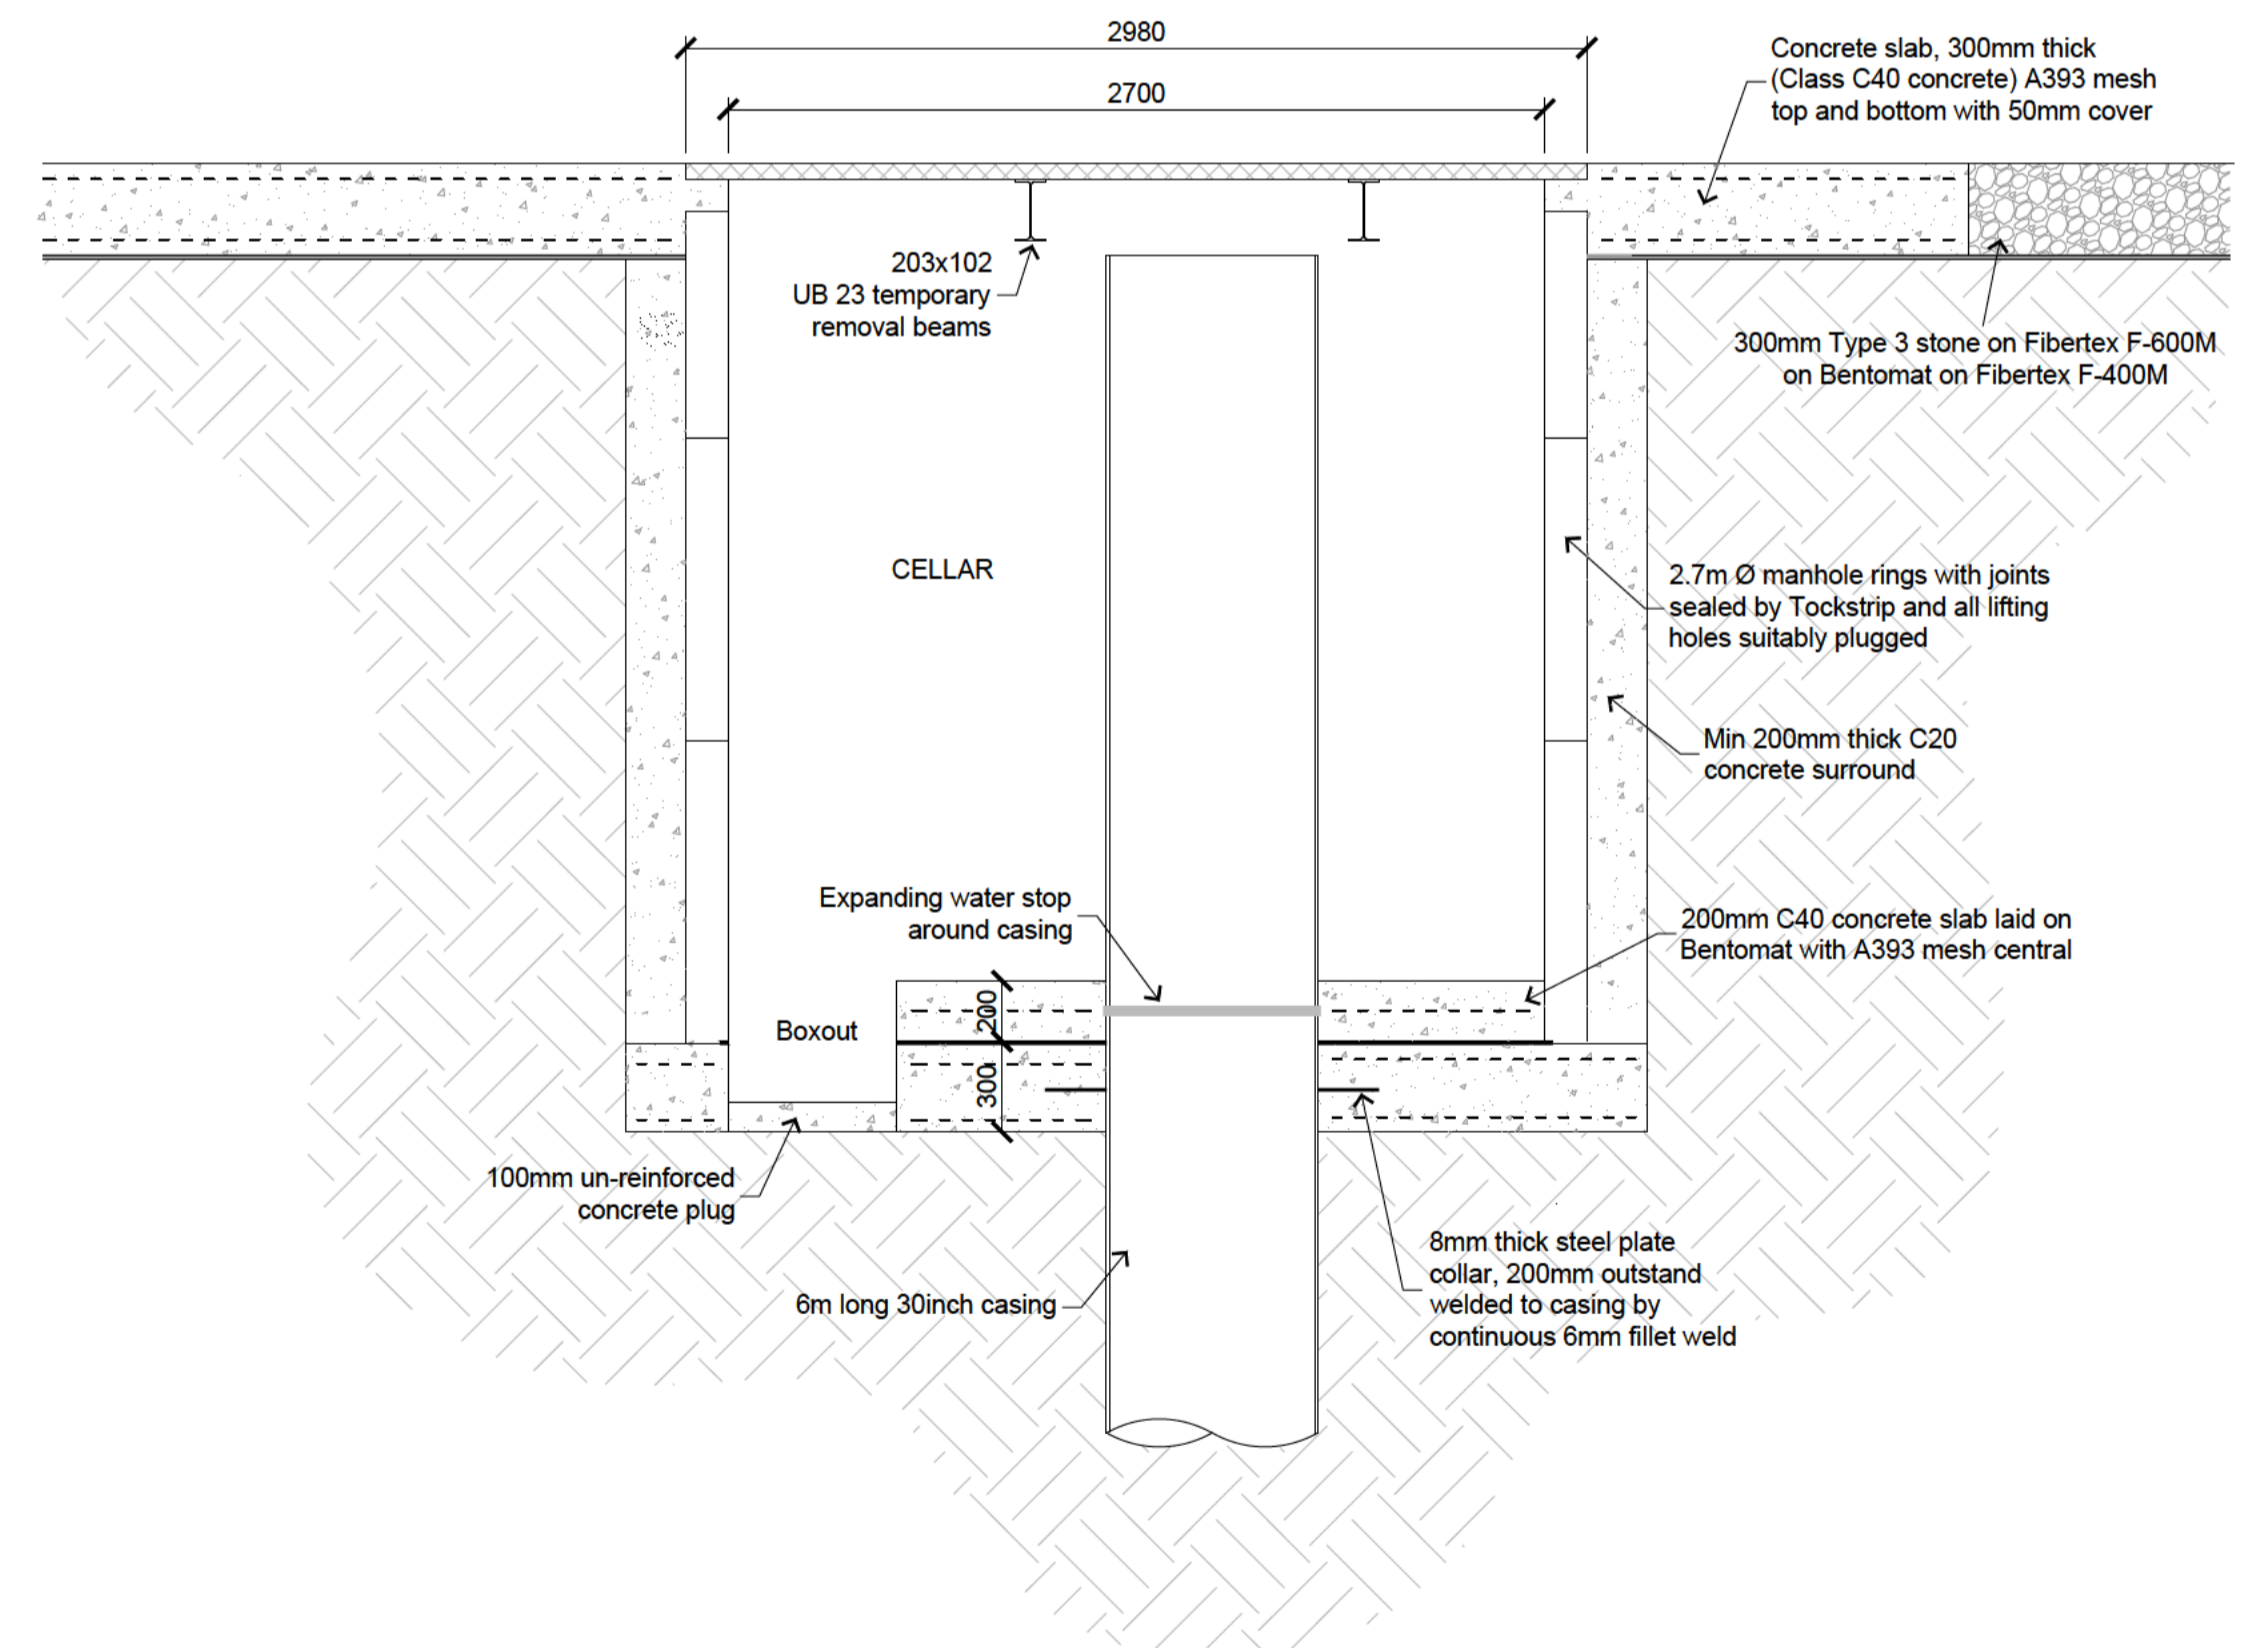 2980
2700
Concrete slab, 300mm thick
(Class C40 concrete) A393 mesh
top and bottom with 50mm cover
203x102
UB 23 temporary
removal beams
300mm Type 3 stone on Fibertex F-600M
on Bentomat on Fibertex F-400M
CELLAR
2.7m Ø manhole rings with joints
sealed by Tockstrip and all lifting
holes suitably plugged
Min 200mm thick C20
concrete surround
Expanding water stop
around casing
200mm C40 concrete slab laid on
Bentomat with A393 mesh central
200
Boxout
300
100mm un-reinforced
concrete plug
8mm thick steel plate
collar, 200mm outstand
welded to casing by
continuous 6mm fillet weld
6m long 30inch casing